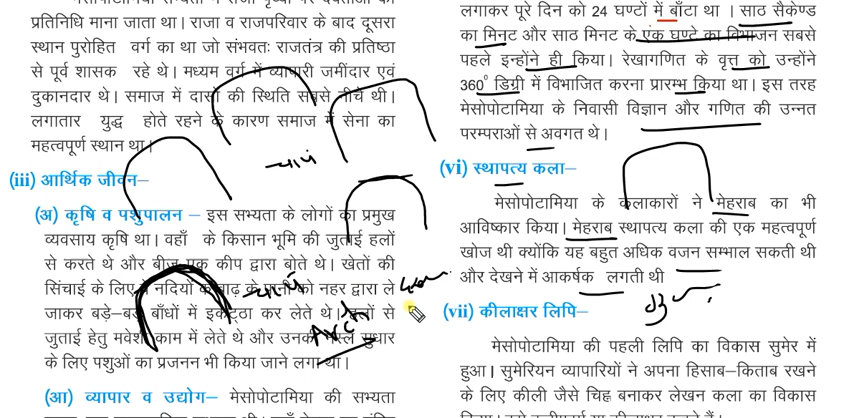 प्रतिनिधि माना जाता था। राजा व राजपरिवार के बाद दूसरा
स्थान पुरोहित वर्ग का था जो संभवतः राजतंत्र की प्रतिष्ठा
से पूर्व शासक रहे थे। मध्यम वर्ग में व्यापारी जमींदार एवं
दुकानदार थे। समाज में दासों की स्थिति सबसे नीचे थी।
लगातार युद्ध होते रहने के कारण समाज में सेना का
महत्वपूर्ण स्थान था।
(iii) आर्थिक जीवन–
(अ) कृषि व पशुपालन – इस सभ्यता के लोगों का प्रमुख
व्यवसाय कृषि था। वहाँ के किसान भूमि की जुताई हलों
से करते थे और बीज एक कीप द्वारा बोते थे। खेतों की
सिंचाई के लिए नदियों के बाढ़ के पानी को नहर द्वारा ले
जाकर बड़े–बड़े बाँधों में इकट्ठा कर लेते थे। हलों से
जुताई हेतु मवेशी काम में लेते थे और उनकी नस्ल सुधार
के लिए पशुओं का प्रजनन भी किया जाने लगा था।
(आ) व्यापार व उद्योग– मेसोपोटामिया की सभ्यता
लगाकर पूरे दिन को 24 घण्टों में बाँटा था । साठ सैकेण्ड
का मिनट और साठ मिनट के एक घण्टे का विभाजन सबसे
पहले इन्होंने ही किया। रेखागणित के वृत्त को उन्होंने
360⁰ डिग्री में विभाजित करना प्रारम्भ किया था। इस तरह
मेसोपोटामिया के निवासी विज्ञान और गणित की उन्नत
परम्पराओं से अवगत थे।
(vi) स्थापत्य कला–
मेसोपोटामिया के कलाकारों ने मेहराब का भी
आविष्कार किया। मेहराब स्थापत्य कला की एक महत्वपूर्ण
खोज थी क्योंकि यह बहुत अधिक वजन सम्भाल सकती थी
और देखने में आकर्षक लगती थी
(vii) कीलाक्षर लिपि–
मेसोपोटामिया की पहली लिपि का विकास सुमेर में
हुआ। सुमेरियन व्यापारियों ने अपना हिसाब–किताब रखने
के लिए कीली जैसे चिह्न बनाकर लेखन कला का विकास